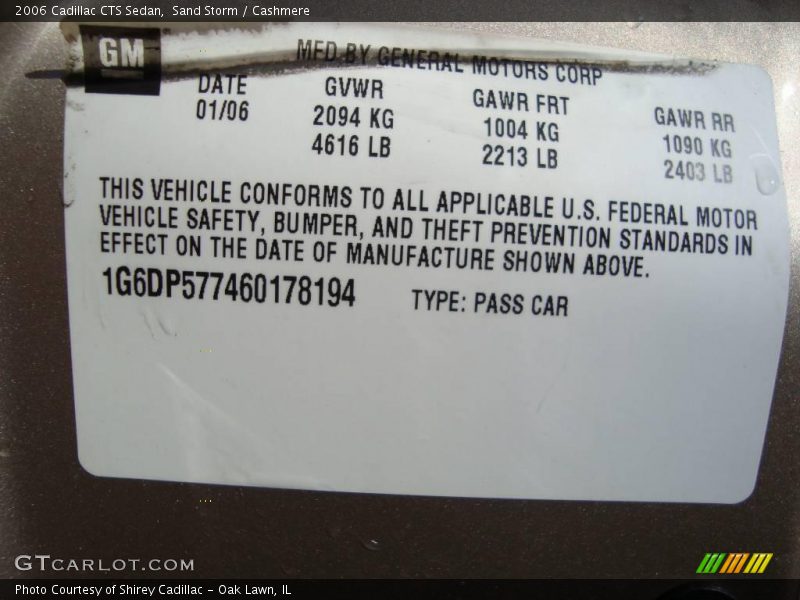 2006 Cadillac CTS Sedan, Sand Storm / Cashmere
GM
MFD BY GENERAL MOTORS CORP
DATE GVWR GAWR FRT GAWR RR
01/06 2094 KG 1004 KG 1090 KG
4616 LB 2213 LB 2403 LB
THIS VEHICLE CONFORMS TO ALL APPLICABLE U.S. FEDERAL MOTOR
VEHICLE SAFETY, BUMPER, AND THEFT PREVENTION STANDARDS IN
EFFECT ON THE DATE OF MANUFACTURE SHOWN ABOVE.
1G6DP577460178194 TYPE: PASS CAR
GTCARLOT.COM
Photo Courtesy of Shirey Cadillac - Oak Lawn, IL